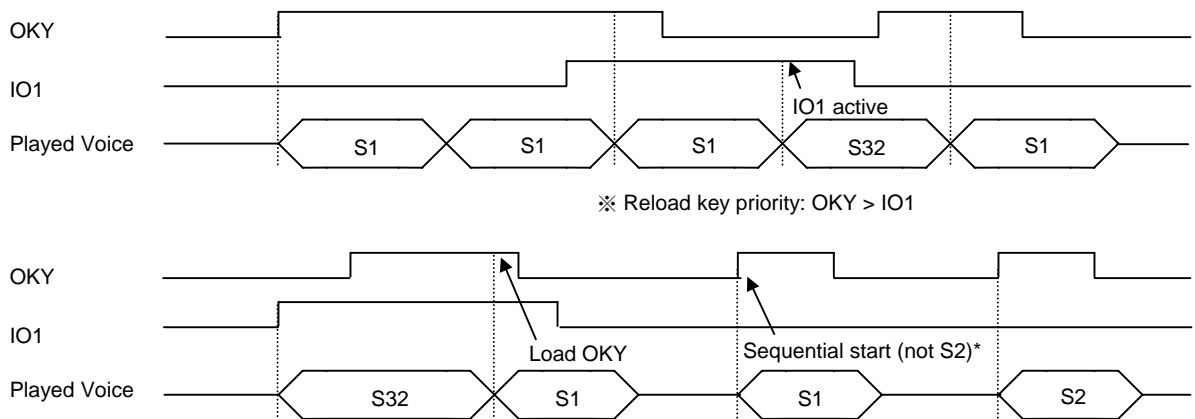 OKY
IO1
IO1 active
Played Voice
S1 S1 S1 S32 S1
※ Reload key priority: OKY > IO1
OKY
IO1
Load OKY
Sequential start (not S2)*
Played Voice
S32 S1 S1 S2